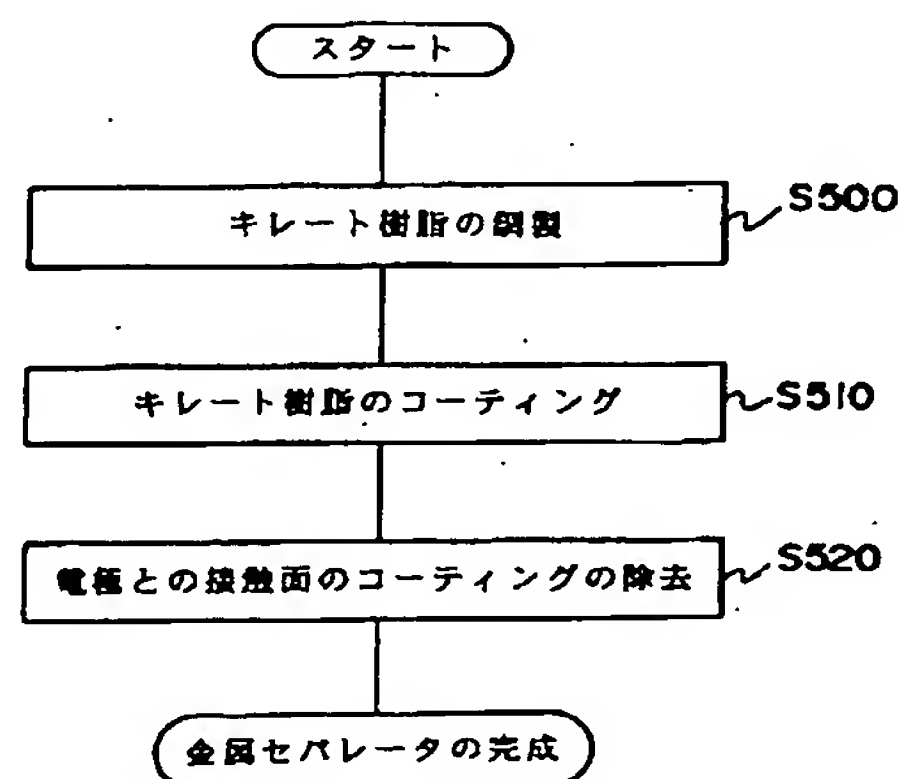 スタート
キレート樹脂の調製
S500
キレート樹脂のコーティング
S510
電極との接触面のコーティングの除去
S520
金属セパレータの完成